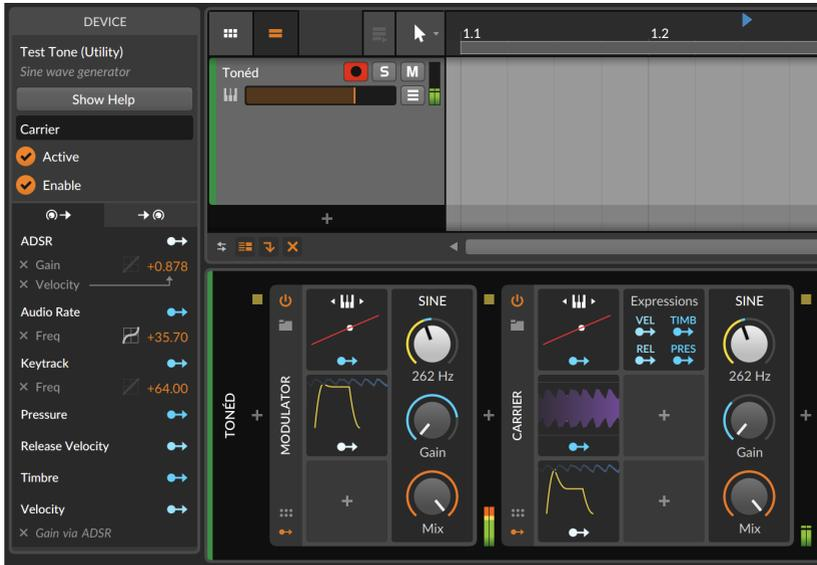 DEVICE
Test Tone (Utility)
Sine wave generator
Show Help
Carrier
Active
Enable
ADSR
Gain +0.878
Velocity
Audio Rate
Freq +35.70
Keytrack
Freq +64.00
Pressure
Release Velocity
Timbre
Velocity
Gain via ADSR
1.1 1.2
Tonéd S M
TONÉD
MODULATOR
SINE
262 Hz
Gain
Mix
CARRIER
Expressions
VEL TIMB
REL PRES
SINE
262 Hz
Gain
Mix